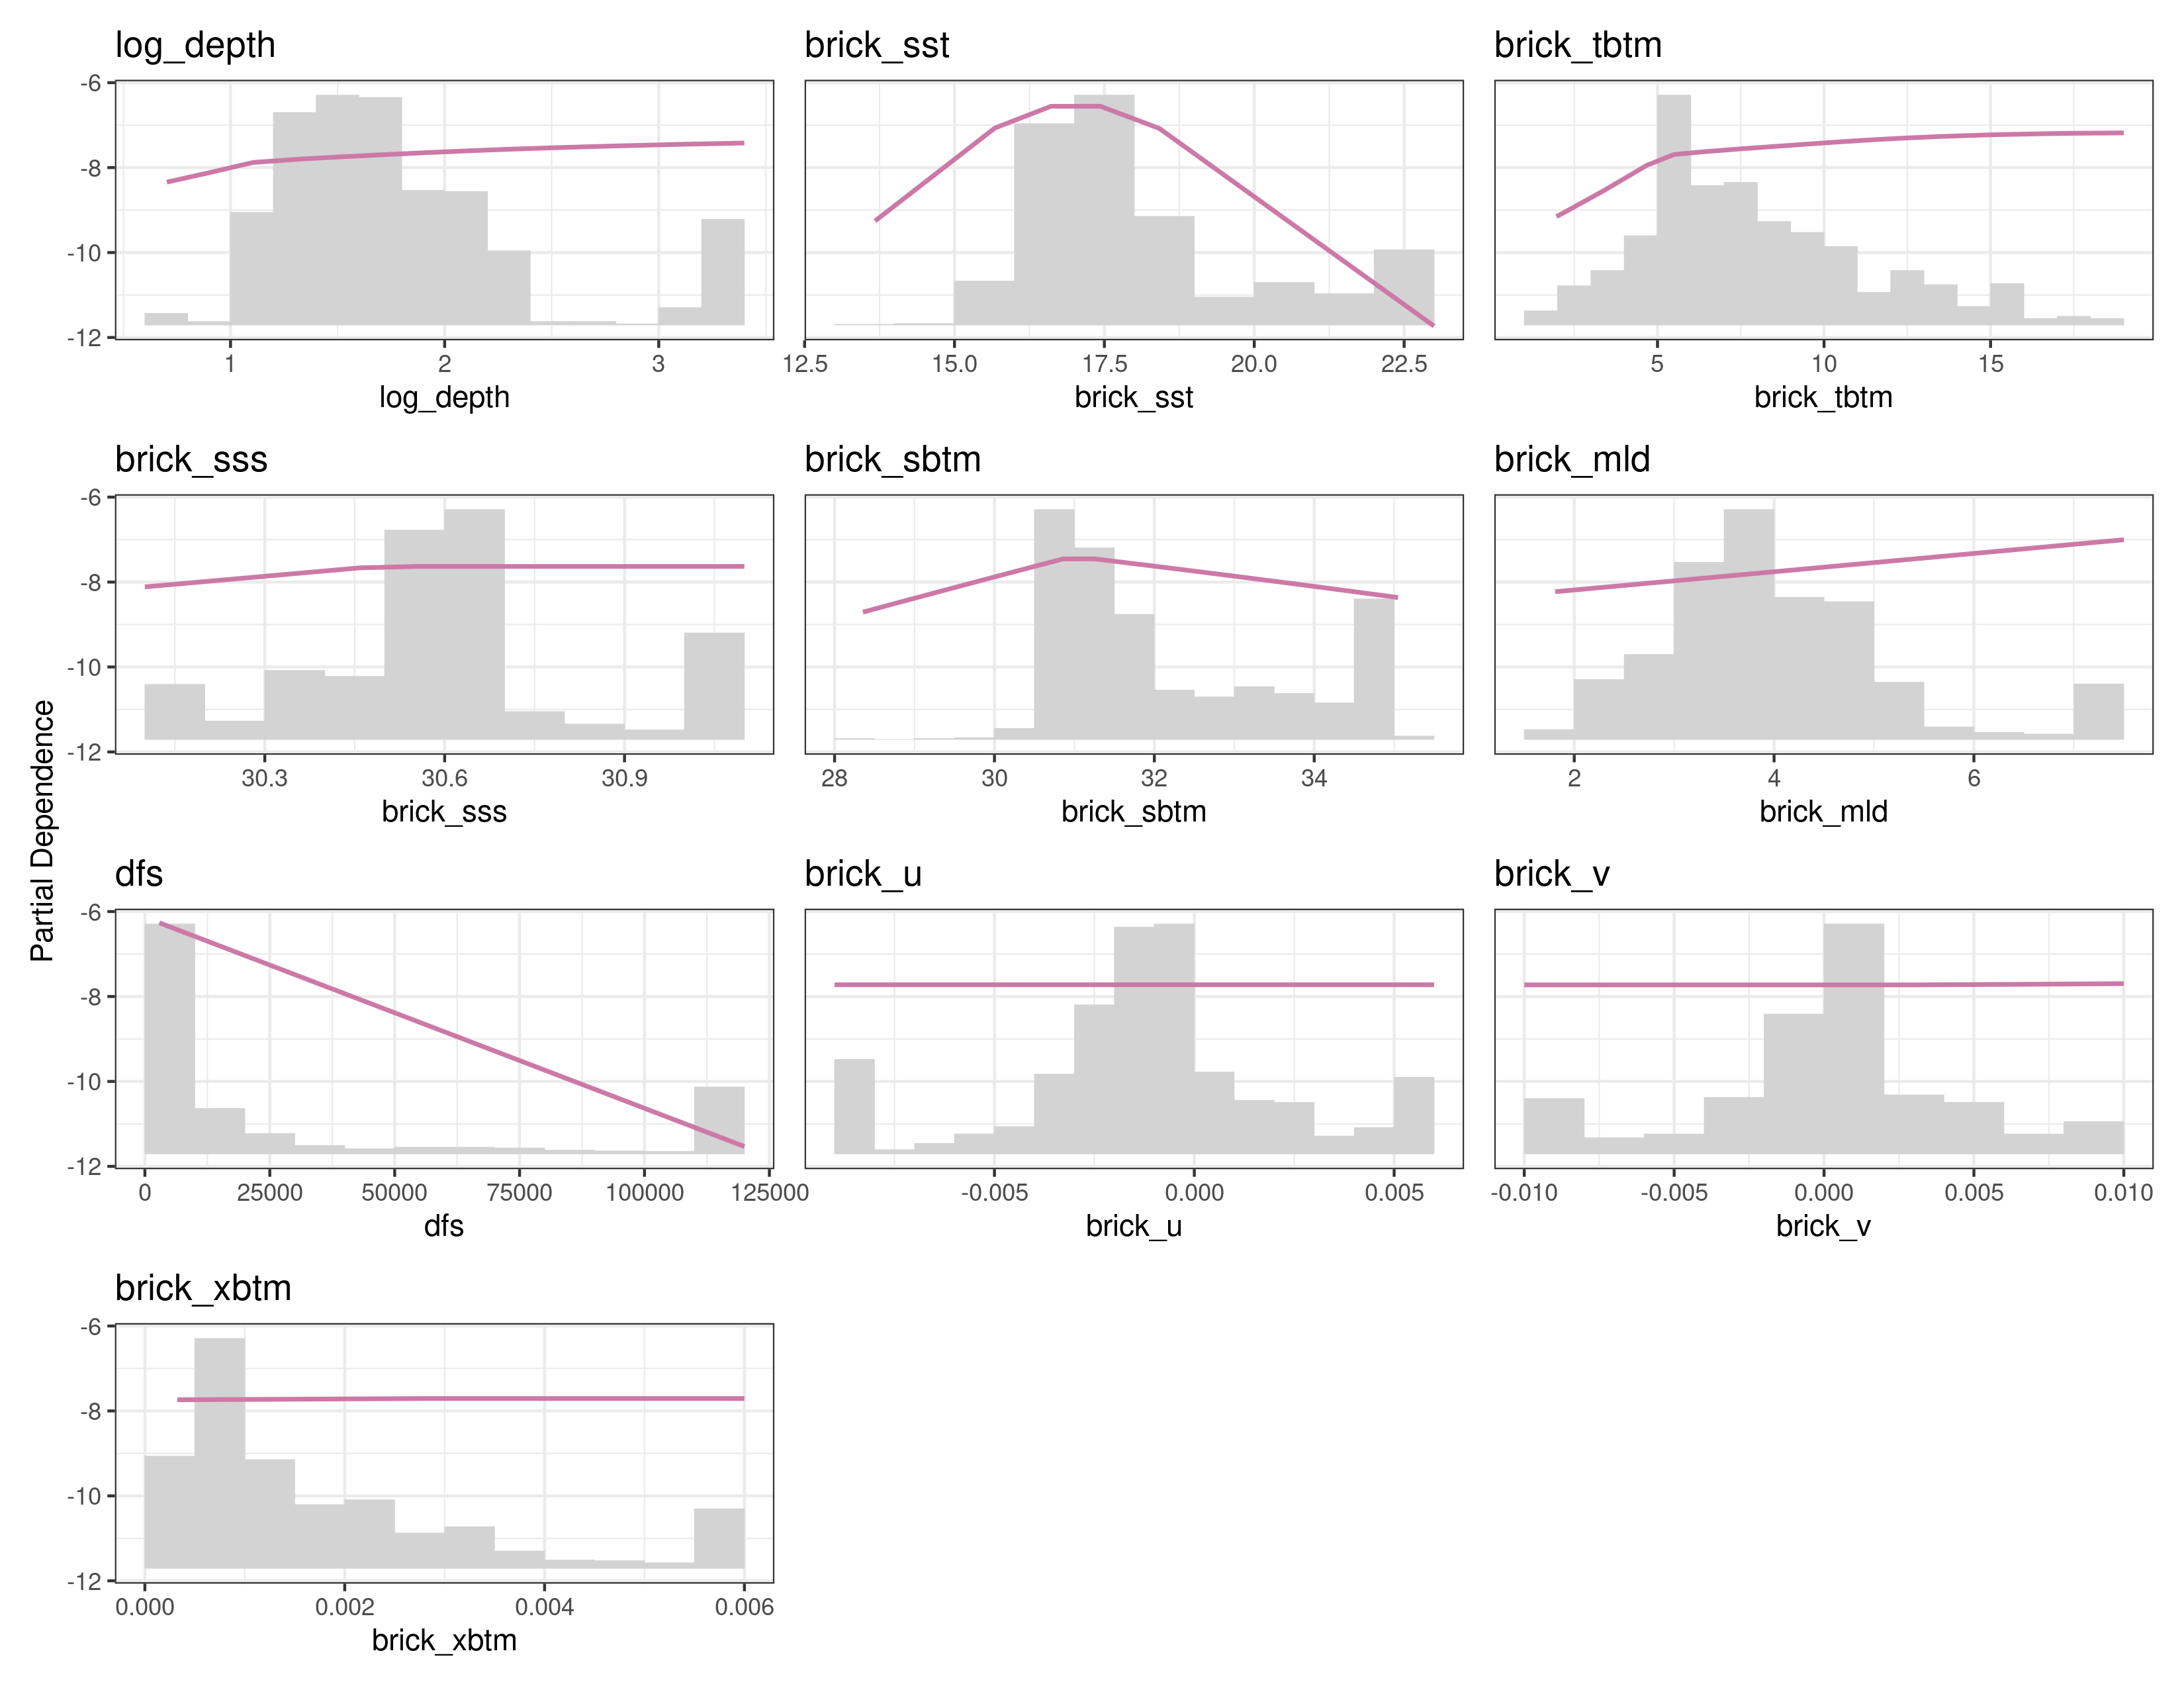 log_depth brick_sst brick_tbtm
-6
-8
-10
-12
1 2 3 12.5 15.0 17.5 20.0 22.5 5 10 15
log_depth brick_sst brick_tbtm
brick_sss brick_sbtm brick_mld
-6
-8
-10
-12
30.3 30.6 30.9 28 30 32 34 2 4 6
brick_sss brick_sbtm brick_mld
Partial Dependence
dfs brick_u brick_v
-6
-8
-10
-12
0 25000 50000 75000 100000 125000 -0.005 0.000 0.005 -0.010 -0.005 0.000 0.005 0.010
dfs brick_u brick_v
brick_xbtm
-6
-8
-10
-12
0.000 0.002 0.004 0.006
brick_xbtm